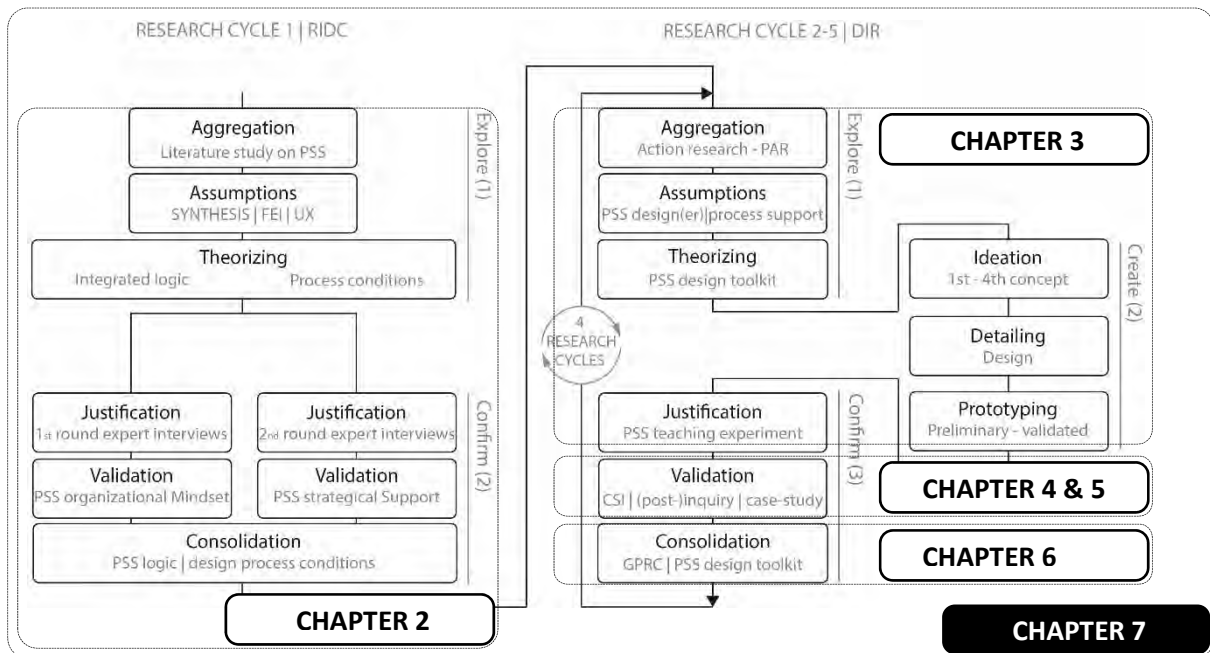 RESEARCH CYCLE 1 | RIDC
Aggregation
Literature study on PSS
Assumptions
SYNTHESIS | FEI | UX
Theorizing
Integrated logic
Process conditions
Explore (1)
Justification
1st round expert interviews
Justification
2nd round expert interviews
Validation
PSS organizational Mindset
Validation
PSS strategical Support
Confirm (2)
Consolidation
PSS logic | design process conditions
CHAPTER 2
RESEARCH CYCLE 2-5 | DIR
Aggregation
Action research - PAR
Assumptions
PSS design(er)|process support
Theorizing
PSS design toolkit
Explore (1)
CHAPTER 3
Ideation
1st - 4th concept
Detailing
Design
Prototyping
Preliminary - validated
Create (2)
4
RESEARCH
CYCLES
Justification
PSS teaching experiment
Validation
CSI | (post-)inquiry | case-study
Confirm (3)
CHAPTER 4 & 5
Consolidation
GPRC | PSS design toolkit
CHAPTER 6
CHAPTER 7